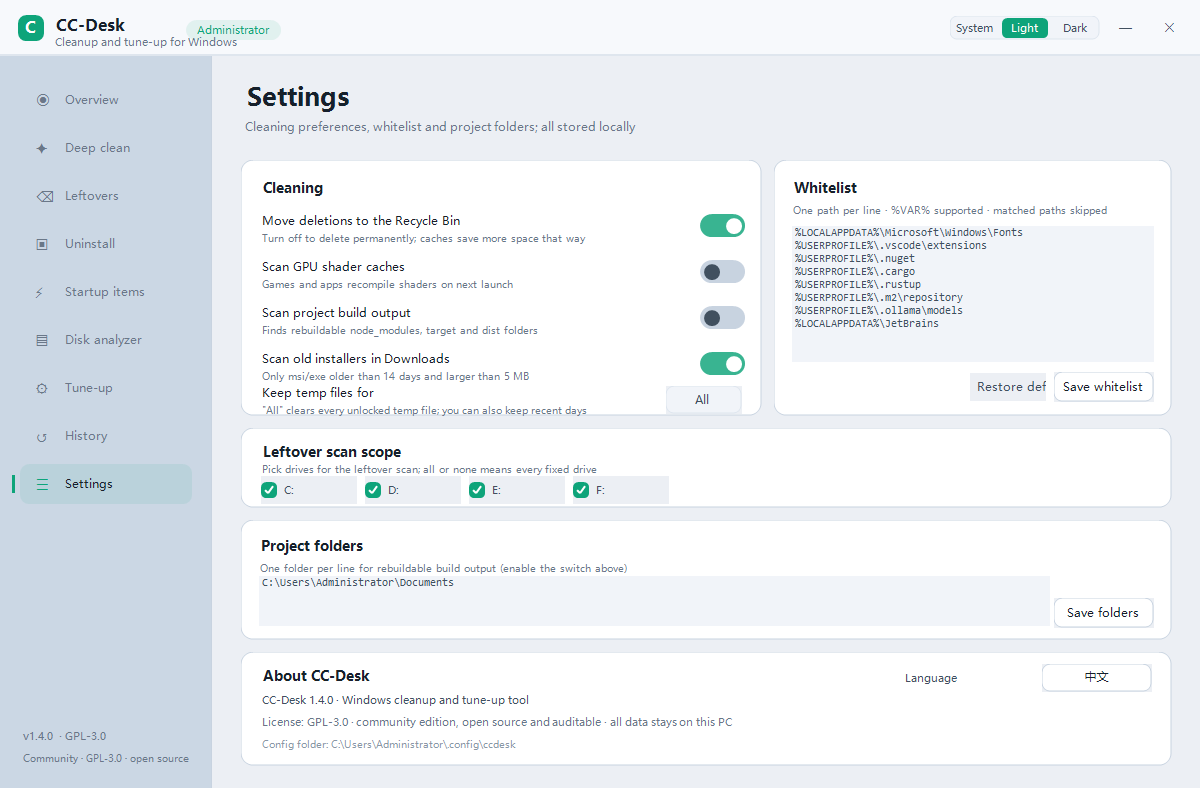 C CC-Desk Administrator System Light Dark
Cleanup and tune-up for Windows
Overview
Deep clean
Leftovers
Uninstall
Startup items
Disk analyzer
Tune-up
History
Settings
v1.4.0 · GPL-3.0
Community · GPL-3.0 · open source
Settings
Cleaning preferences, whitelist and project folders; all stored locally
Cleaning
Move deletions to the Recycle Bin
Turn off to delete permanently; caches save more space that way
Scan GPU shader caches
Games and apps recompile shaders on next launch
Scan project build output
Finds rebuildable node_modules, target and dist folders
Scan old installers in Downloads
Only msi/exe older than 14 days and larger than 5 MB
Keep temp files for
"All" clears every unlocked temp file; you can also keep recent days
All
Whitelist
One path per line · %VAR% supported · matched paths skipped
%LOCALAPPDATA%\Microsoft\Windows\Fonts
%USERPROFILE%\.vscode\extensions
%USERPROFILE%\.nuget
%USERPROFILE%\.cargo
%USERPROFILE%\.rustup
%USERPROFILE%\.m2\repository
%USERPROFILE%\.ollama\models
%LOCALAPPDATA%\JetBrains
Restore def Save whitelist
Leftover scan scope
Pick drives for the leftover scan; all or none means every fixed drive
C: D: E: F:
Project folders
One folder per line for rebuildable build output (enable the switch above)
C:\Users\Administrator\Documents
Save folders
About CC-Desk
Language 中文
CC-Desk 1.4.0 · Windows cleanup and tune-up tool
License: GPL-3.0 · community edition, open source and auditable · all data stays on this PC
Config folder: C:\Users\Administrator\.config\ccdesk